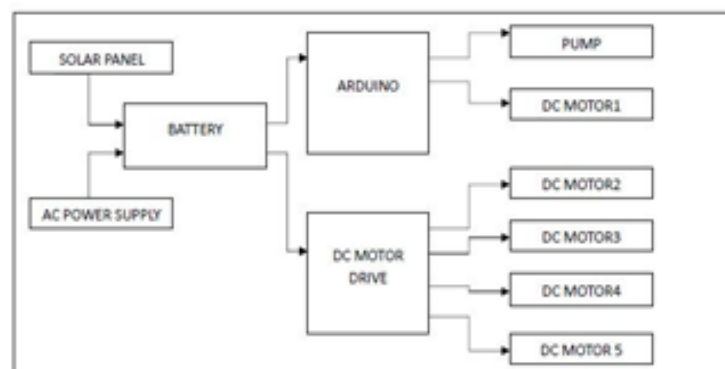 SOLAR PANEL
AC POWER SUPPLY
BATTERY
ARDUINO
DC MOTOR
DRIVE
PUMP
DC MOTOR1
DC MOTOR2
DC MOTOR3
DC MOTOR4
DC MOTOR 5